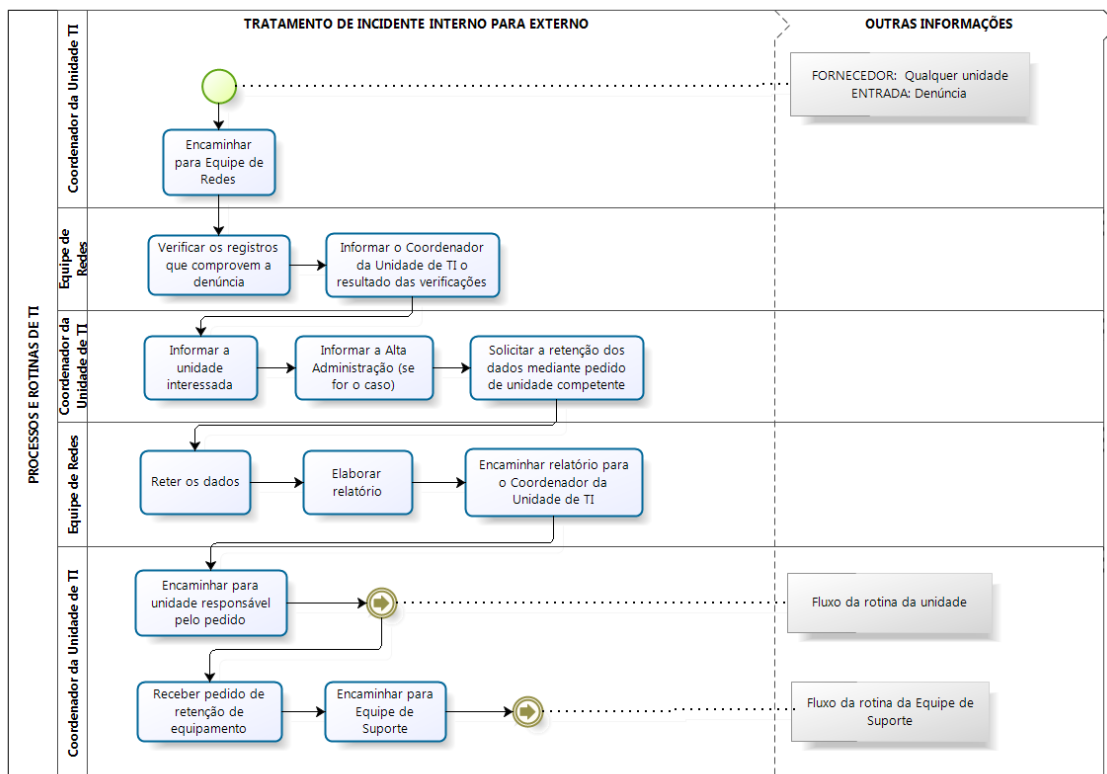 TRATAMENTO DE INCIDENTE INTERNO PARA EXTERNO
OUTRAS INFORMAÇÕES
PROCESSOS E ROTINAS DE TI
Coordenador da Unidade TI
FORNECEDOR: Qualquer unidade
ENTRADA: Denúncia
Encaminhar
para Equipe de
Redes
Equipe de
Redes
Verificar os registros
que comprovem a
denúncia
Informar o Coordenador
da Unidade de TI o
resultado das verificações
Coordenador da
Unidade de TI
Informar a
unidade
interessada
Informar a Alta
Administração (se
for o caso)
Solicitar a retenção dos
dados mediante pedido
de unidade competente
Equipe de Redes
Reter os dados
Elaborar
relatório
Encaminhar relatório para
o Coordenador da
Unidade de TI
Coordenador da Unidade de TI
Encaminhar para
unidade responsável
pelo pedido
Fluxo da rotina da unidade
Receber pedido de
retenção de
equipamento
Encaminhar para
Equipe de
Suporte
Fluxo da rotina da Equipe de
Suporte